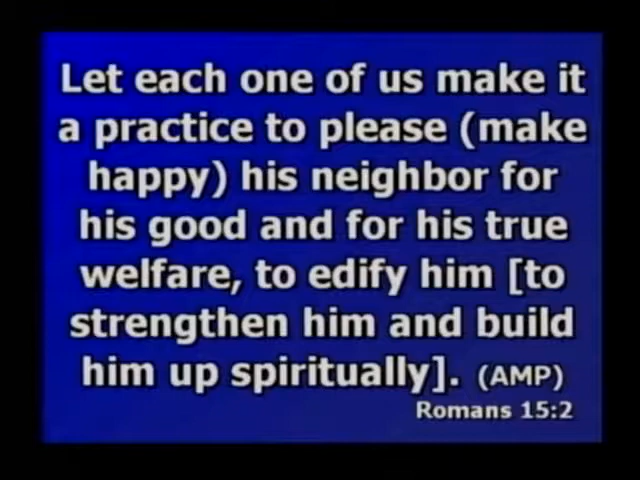 Let each one of us make it
a practice to please (make
happy) his neighbor for
his good and for his true
welfare, to edify him [to
strengthen him and build
him up spiritually]. (AMP)
Romans 15:2